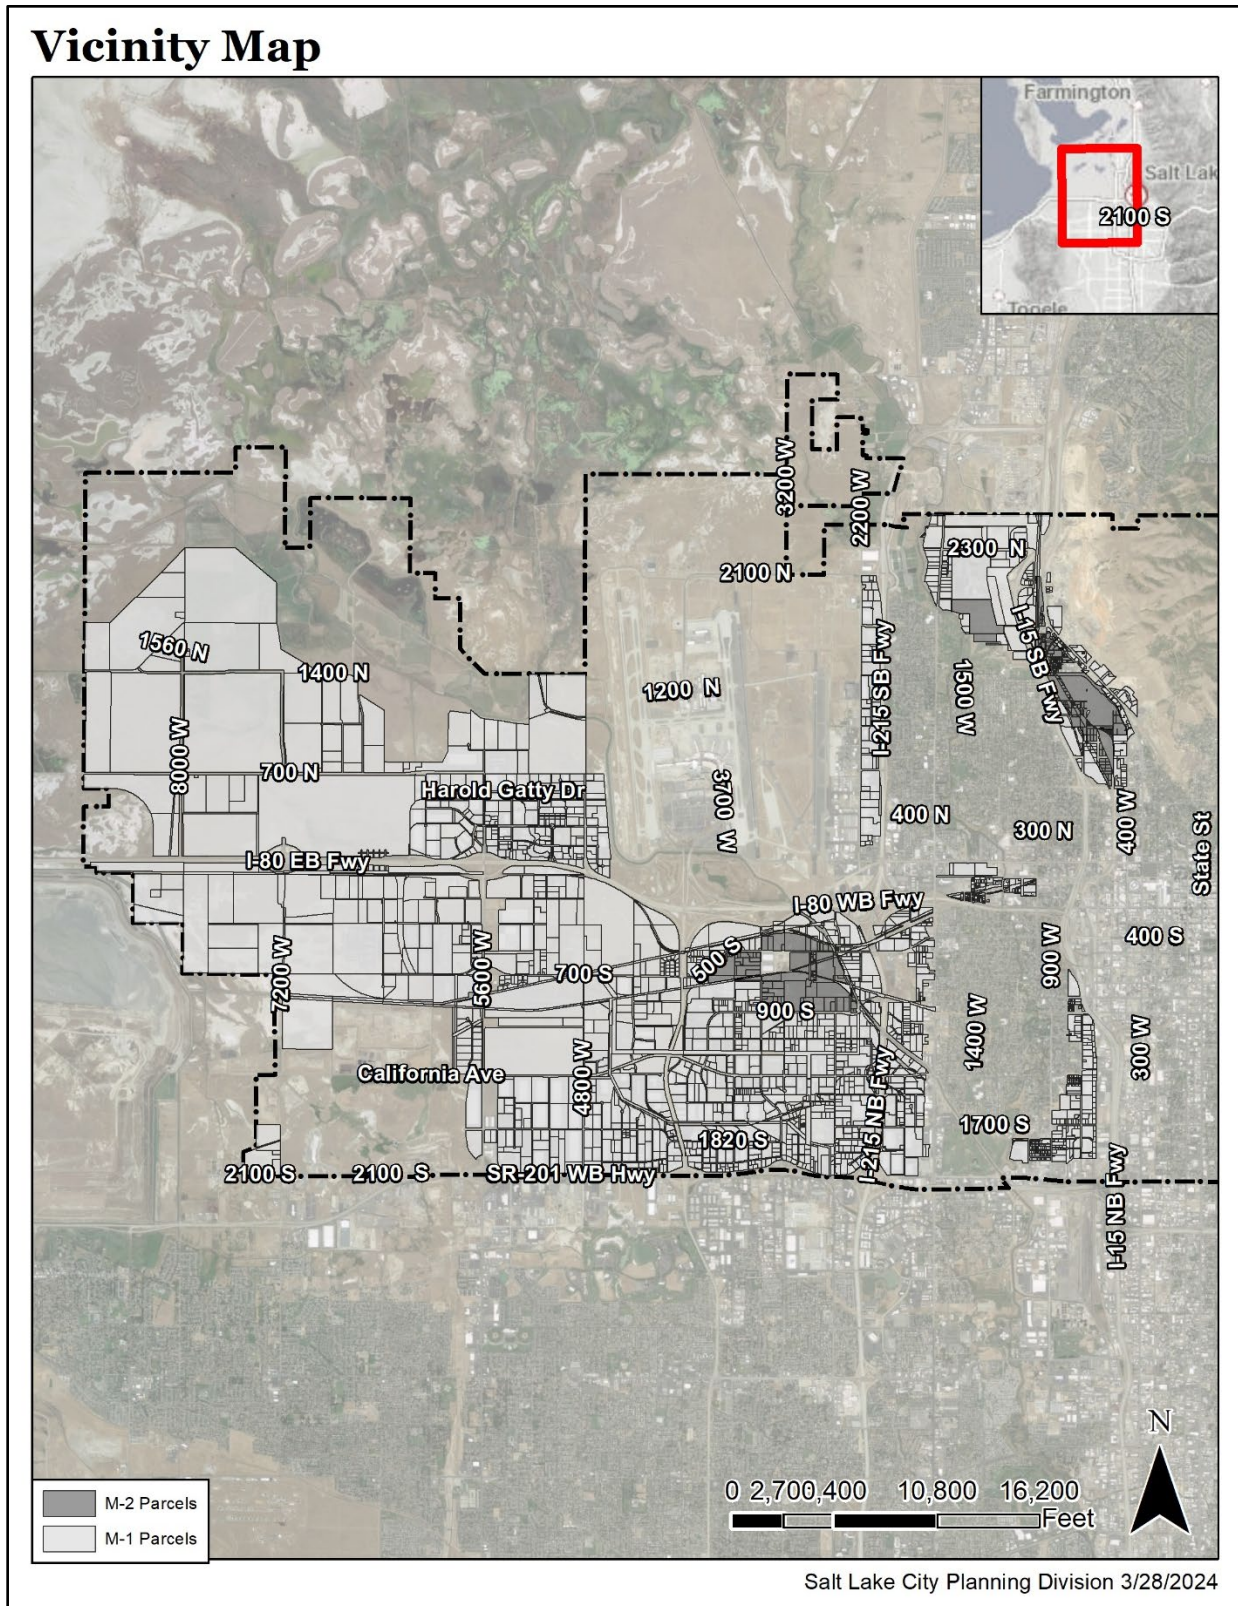 Vicinity Map
Farmington
Salt Lak
2100 S
Tooele
3200 W
2200 W
2300 N
2100 N
I-15 SB Fwy
1560 N
1400 N
1200 N
I-215 SB Fwy
1500 W
8000 W
700 N
Harold Gatty Dr
3700 W
400 N
300 N
400 W
State St
I-80 EB Fwy
I-80 WB Fwy
7200 W
5600 W
700 S
500 S
900 W
400 S
900 S
1400 W
300 W
California Ave
4800 W
I-215 NB Fwy
1700 S
1820 S
2100 S
2100 S
SR-201 WB Hwy
I-15 NB Fwy
N
M-2 Parcels
M-1 Parcels
0 2,700,400 10,800 16,200
Feet
Salt Lake City Planning Division 3/28/2024